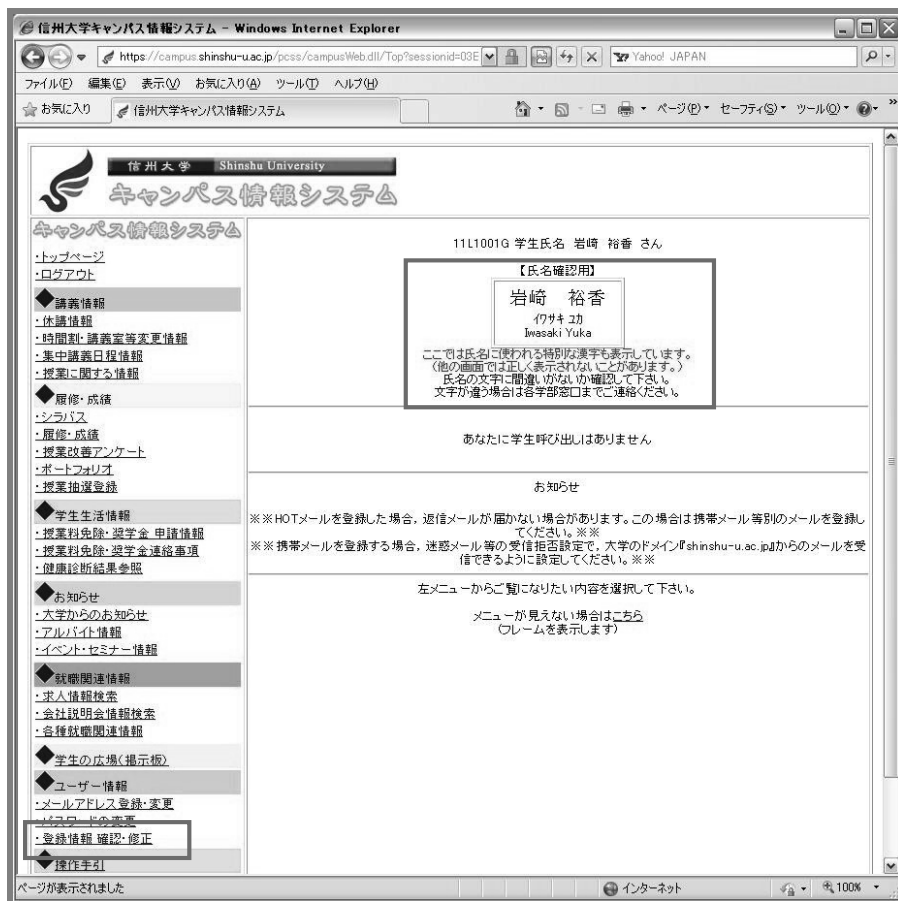 信州大学キャンパス情報システム - Windows Internet Explorer
https://campus.shinshu-u.ac.jp/pcss/campusWeb.dll/Top?sessionid=03E
Yahoo! JAPAN
ファイル(F) 編集(E) 表示(V) お気に入り(A) ツール(T) ヘルプ(H)
お気に入り 信州大学キャンパス情報システム
ページ(P) セーフティ(S) ツール(O) »
信州大学 Shinshu University
キャンパス情報システム
キャンパス情報システム
・トップページ
・ログアウト
◆講義情報
・休講情報
・時間割・講義室等変更情報
・集中講義日程情報
・授業に関する情報
◆履修・成績
・シラバス
・履修・成績
・授業改善アンケート
・ポートフォリオ
・授業抽選登録
◆学生生活情報
・授業料免除・奨学金 申請情報
・授業料免除・奨学金連絡事項
・健康診断結果参照
◆お知らせ
・大学からのお知らせ
・アルバイト情報
・イベント・セミナー情報
◆就職関連情報
・求人情報検索
・会社説明会情報検索
・各種就職関連情報
◆学生の広場(掲示板)
◆ユーザー情報
・メールアドレス登録・変更
・パスワードの変更
・登録情報 確認・修正
◆操作手引
11L1001G 学生氏名 岩崎 裕香 さん
【氏名確認用】
岩崎 裕香
イワサキ ユカ
Iwasaki Yuka
ここでは氏名に使われる特別な漢字も表示しています。
(他の画面では正しく表示されないことがあります。)
氏名の文字に間違いがないか確認して下さい。
文字が違う場合は各学部窓口までご連絡ください。
あなたに学生呼び出しはありません
お知らせ
※※HOTメールを登録した場合，返信メールが届かない場合があります。この場合は携帯メール等別のメールを登録し
てください。※※
※※携帯メールを登録する場合，迷惑メール等の受信拒否設定で，大学のドメイン『shinshu-u.ac.jp』からのメールを受
信できるように設定してください。※※
左メニューからご覧になりたい内容を選択して下さい。
メニューが見えない場合はこちら
(フレームを表示します)
ページが表示されました インターネット 100%